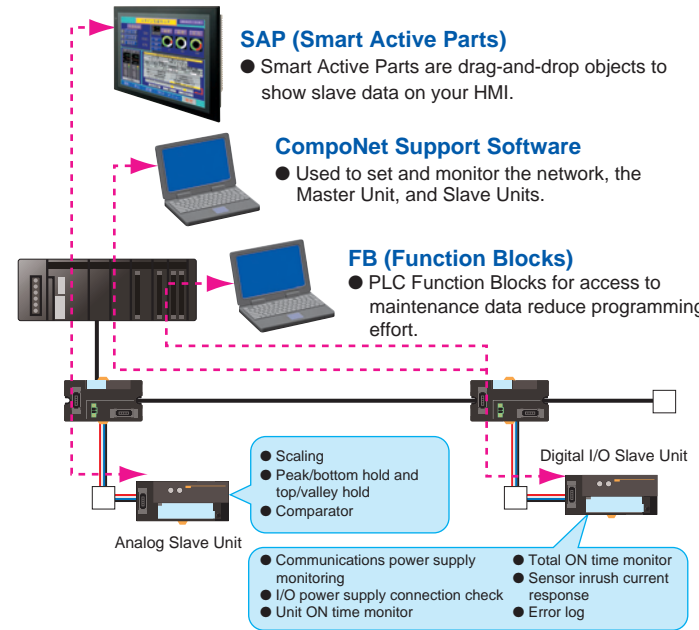 SAP (Smart Active Parts)
● Smart Active Parts are drag-and-drop objects to
show slave data on your HMI.
CompoNet Support Software
● Used to set and monitor the network, the
Master Unit, and Slave Units.
FB (Function Blocks)
● PLC Function Blocks for access to
maintenance data reduce programming
effort.
Digital I/O Slave Unit
● Scaling
● Peak/bottom hold and
top/valley hold
● Comparator
Analog Slave Unit
● Communications power supply
monitoring
● I/O power supply connection check
● Unit ON time monitor
● Total ON time monitor
● Sensor inrush current
response
● Error log